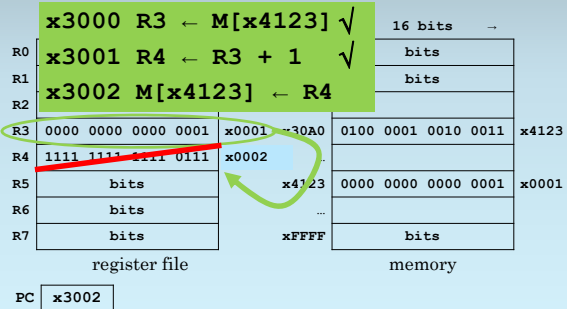 x3000 R3 ← M[x4123] √
x3001 R4 ← R3 + 1 √
x3002 M[x4123] ← R4
16 bits →
R0 bits
R1 bits
R2
R3 0000 0000 0000 0001 x0001 x30A0 0100 0001 0010 0011 x4123
R4 1111 1111 1111 0111 x0002 …
R5 bits x4123 0000 0000 0000 0001 x0001
R6 bits …
R7 bits xFFFF bits
register file memory
PC x3002